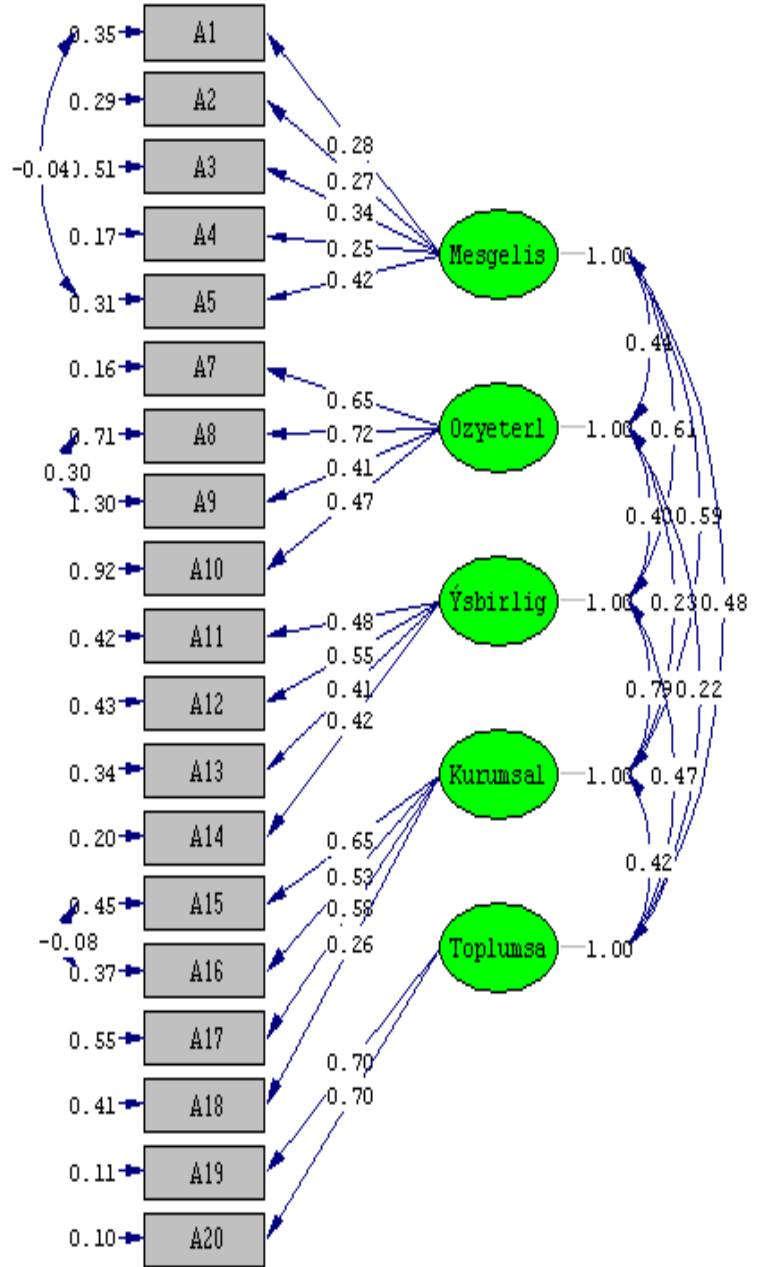 0.35 A1
0.29 A2
0.28
-0.04 0.51 A3
0.27
0.34
0.17 A4
0.25
Mesgelis 1.00
0.42
0.31 A5
0.44
0.16 A7
0.65
0.71 A8
0.72
Ozyeterl 1.00 0.61
0.41
0.30
1.30 A9
0.47
0.40 0.59
0.92 A10
Ýsbirlig 1.00 0.23 0.48
0.48
0.42 A11
0.55
0.41
0.43 A12
0.79 0.22
0.42
0.34 A13
Kurumsal 1.00 0.47
0.20 A14
0.65
0.42
0.53
0.45 A15
0.58
-0.08
0.26
Toplumsa 1.00
0.37 A16
0.55 A17
0.70
0.70
0.41 A18
0.11 A19
0.10 A20